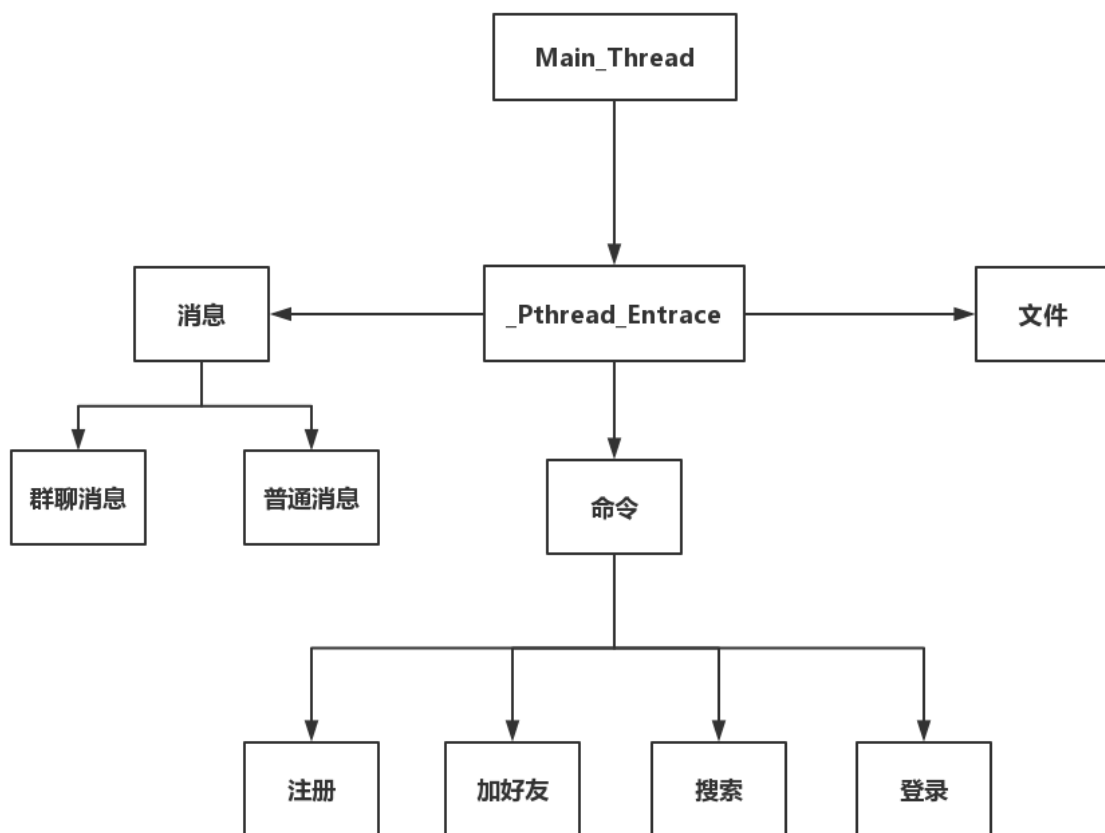 Main_Thread
消息
_Pthread_Entrace
文件
群聊消息
普通消息
命令
注册
加好友
搜索
登录